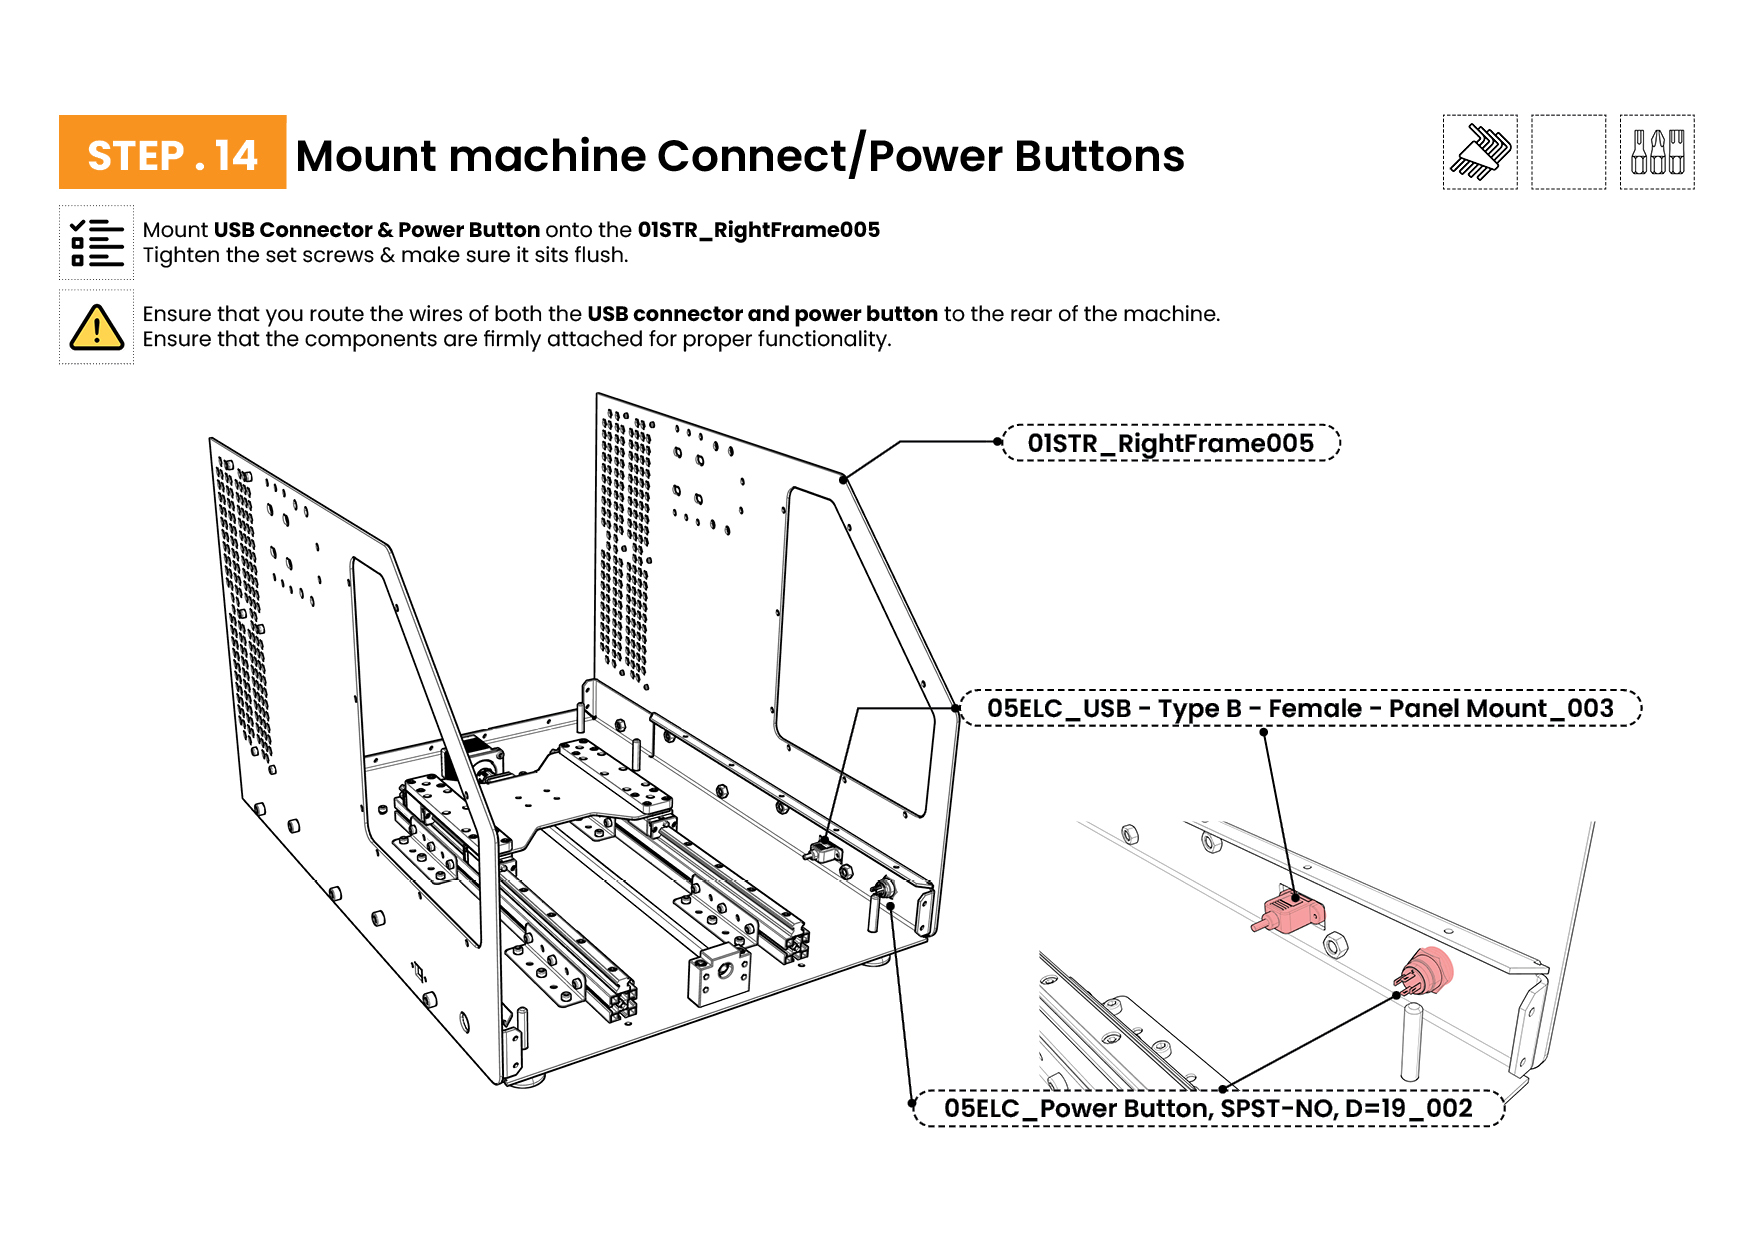 STEP . 14 Mount machine Connect/Power Buttons
Mount USB Connector & Power Button onto the 01STR_RightFrame005
Tighten the set screws & make sure it sits flush.
Ensure that you route the wires of both the USB connector and power button to the rear of the machine.
Ensure that the components are firmly attached for proper functionality.
01STR_RightFrame005
05ELC_USB - Type B - Female - Panel Mount_003
05ELC_Power Button, SPST-NO, D=19_002